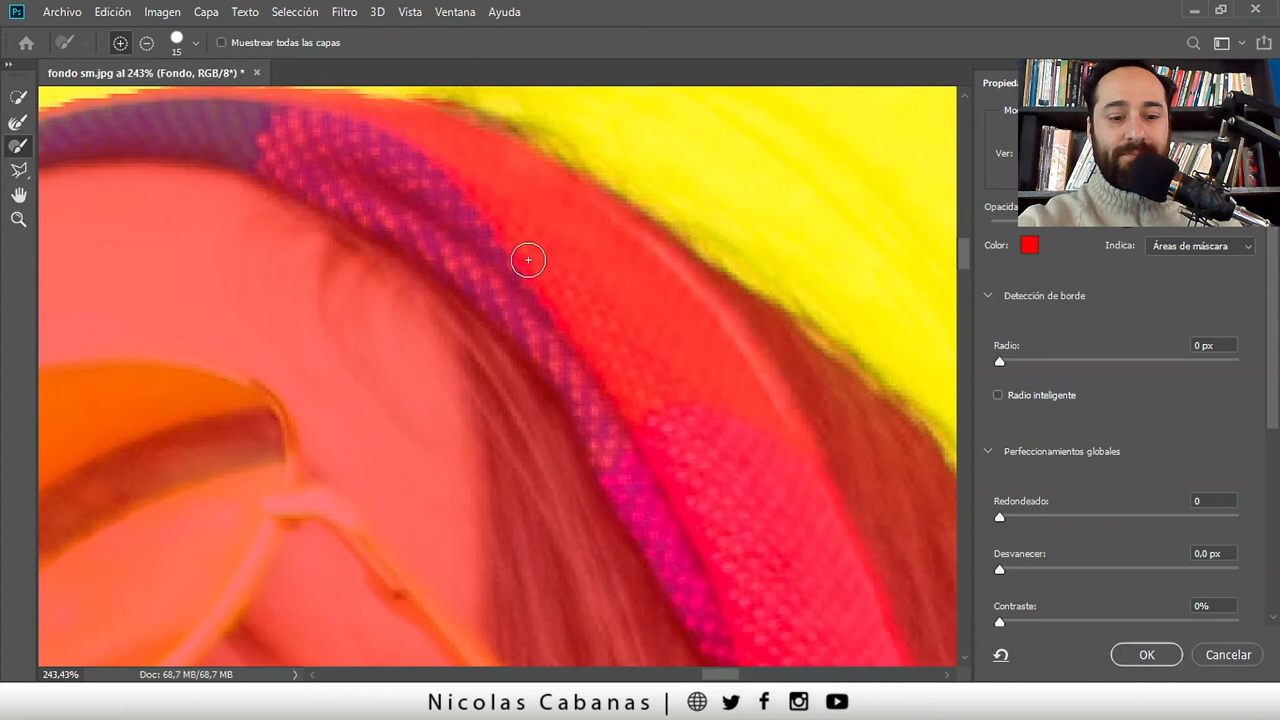 Ps Archivo Edición Imagen Capa Texto Selección Filtro 3D Vista Ventana Ayuda
15 Muestrear todas las capas
fondo sm.jpg al 243% (Fondo, RGB/8*) *
Propieda
Mo
Ver:
Opacida
Color: Indica: Áreas de máscara
Detección de borde
Radio: 0 px
Radio inteligente
Perfeccionamientos globales
Redondeado: 0
Desvanecer: 0,0 px
Contraste: 0%
OK Cancelar
243,43% Doc: 68,7 MB/68,7 MB
Nicolas Cabanas |